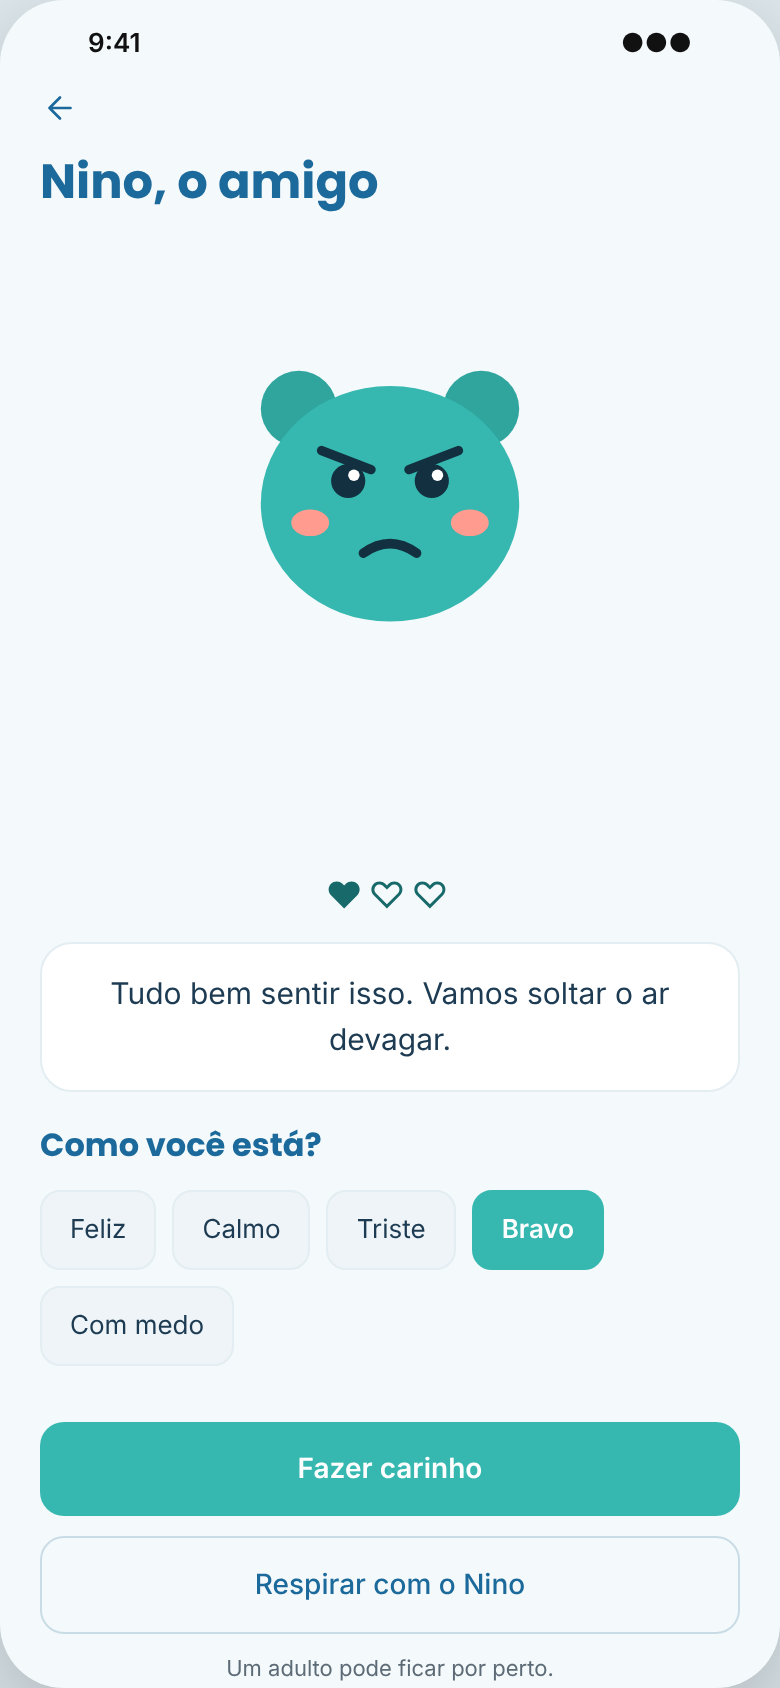 9:41
Nino, o amigo
Tudo bem sentir isso. Vamos soltar o ar
devagar.
Como você está?
Feliz
Calmo
Triste
Bravo
Com medo
Fazer carinho
Respirar com o Nino
Um adulto pode ficar por perto.